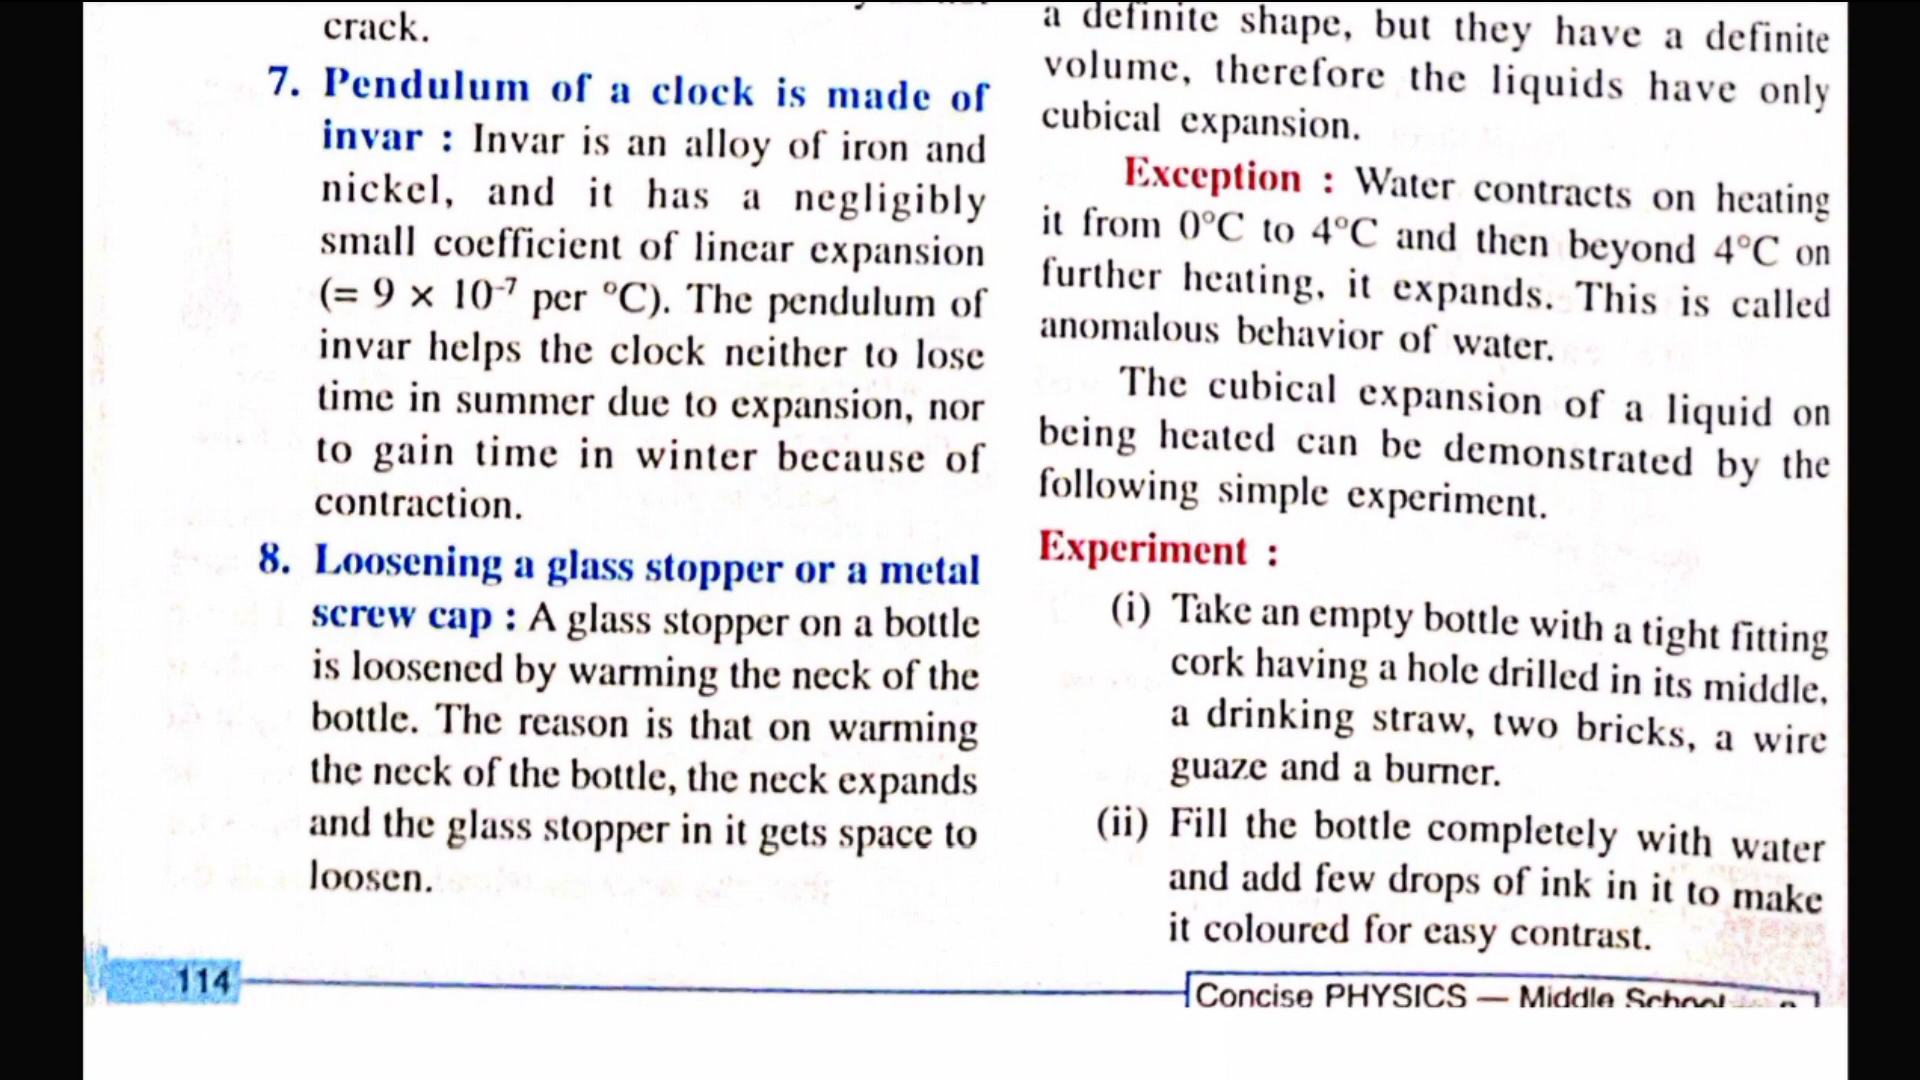 crack.
7. Pendulum of a clock is made of
invar : Invar is an alloy of iron and
nickel, and it has a negligibly
small coefficient of linear expansion
(= 9 × 10⁻⁷ per °C). The pendulum of
invar helps the clock neither to lose
time in summer due to expansion, nor
to gain time in winter because of
contraction.
8. Loosening a glass stopper or a metal
screw cap : A glass stopper on a bottle
is loosened by warming the neck of the
bottle. The reason is that on warming
the neck of the bottle, the neck expands
and the glass stopper in it gets space to
loosen.
a definite shape, but they have a definite
volume, therefore the liquids have only
cubical expansion.
Exception : Water contracts on heating
it from 0°C to 4°C and then beyond 4°C on
further heating, it expands. This is called
anomalous behavior of water.
The cubical expansion of a liquid on
being heated can be demonstrated by the
following simple experiment.
Experiment :
(i) Take an empty bottle with a tight fitting
cork having a hole drilled in its middle,
a drinking straw, two bricks, a wire
guaze and a burner.
(ii) Fill the bottle completely with water
and add few drops of ink in it to make
it coloured for easy contrast.
114
Concise PHYSICS — Middle School